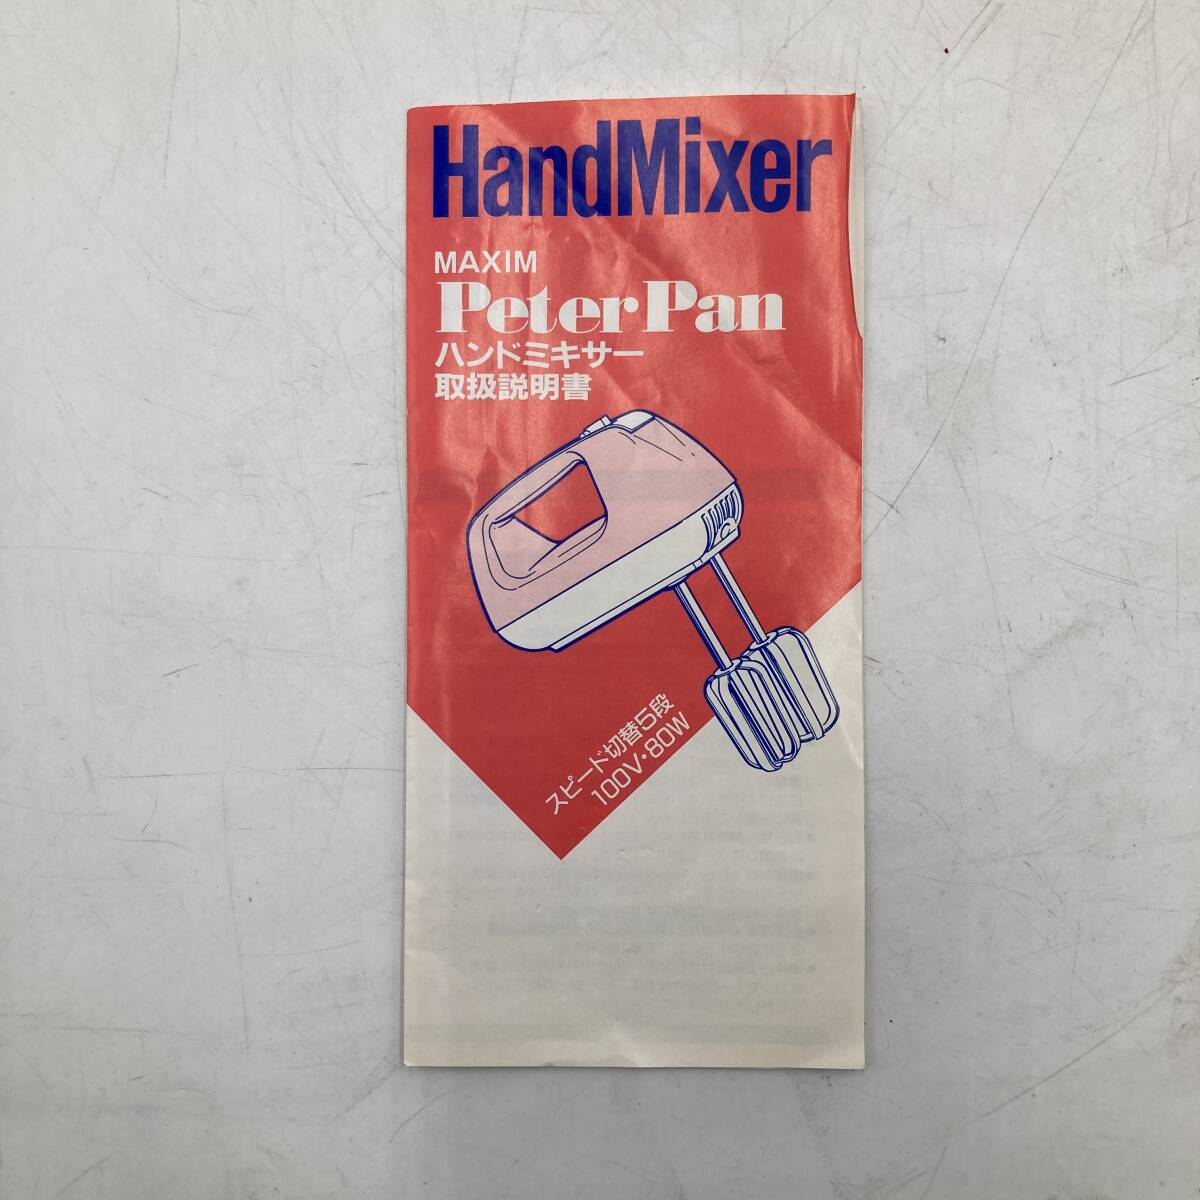 HandMixer
MAXIM
Peter Pan
ハンドミキサー
取扱説明書
スピード切替5段
100V・80W